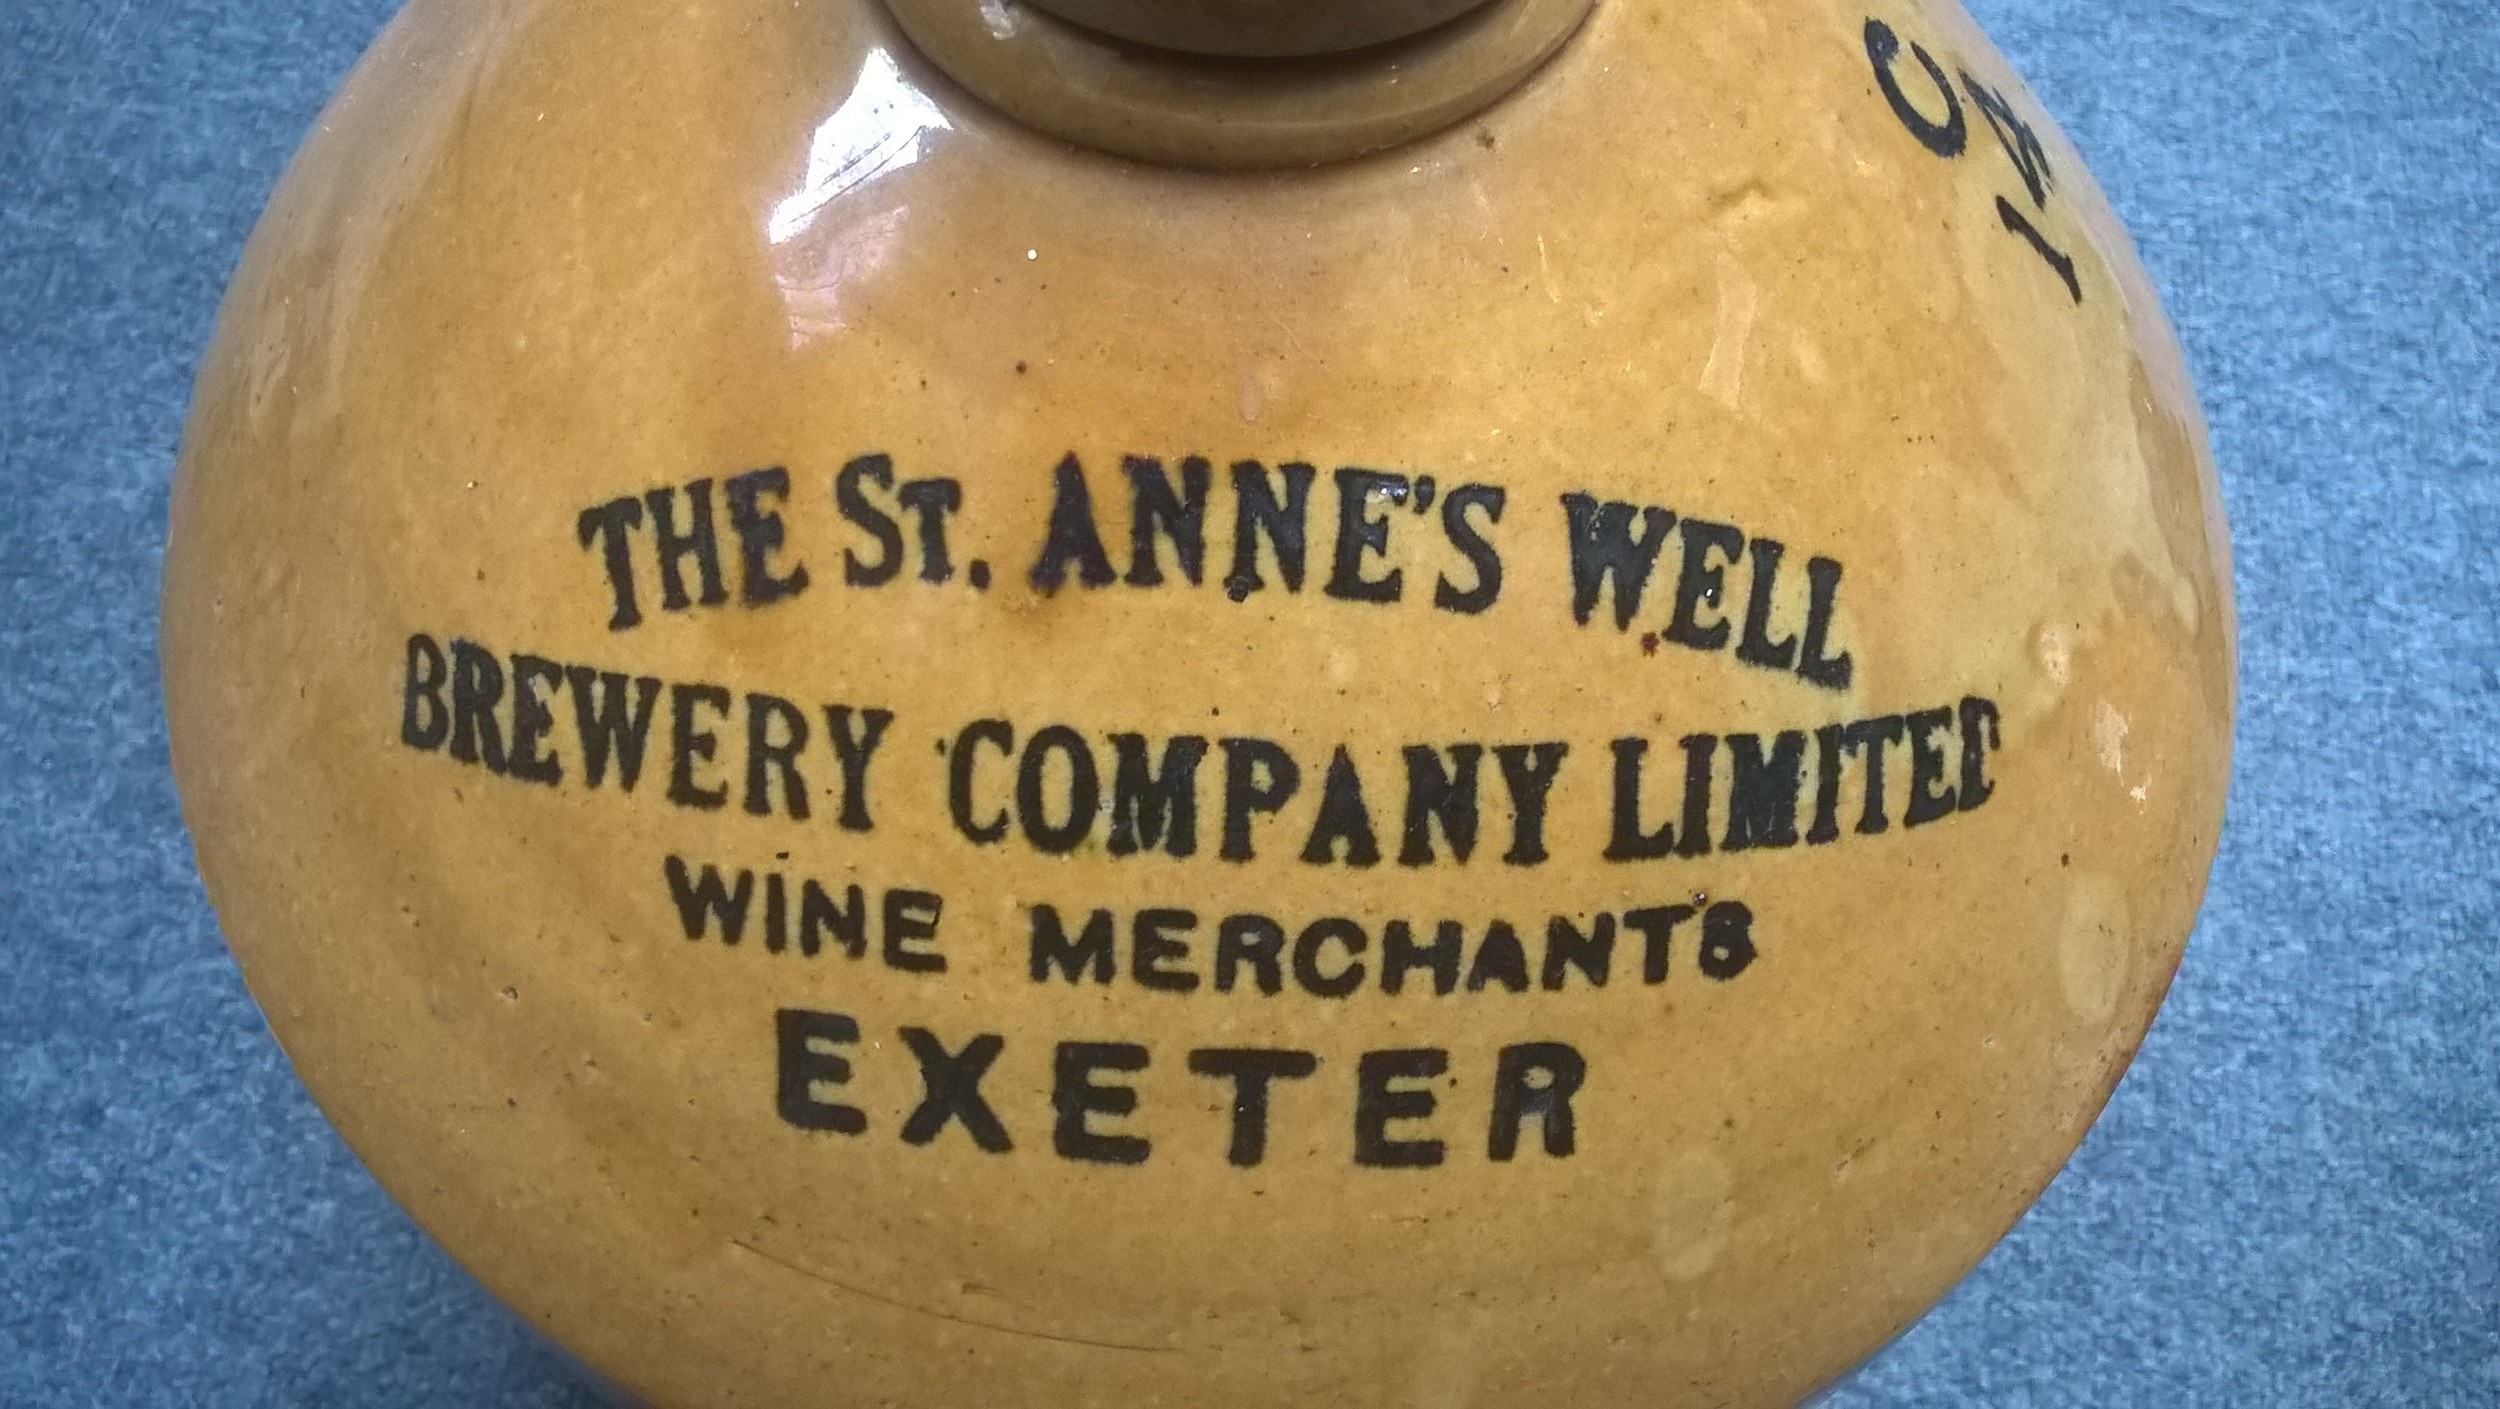 THE ST. ANNE'S WELL
BREWERY COMPANY LIMITED
WINE MERCHANTS
EXETER